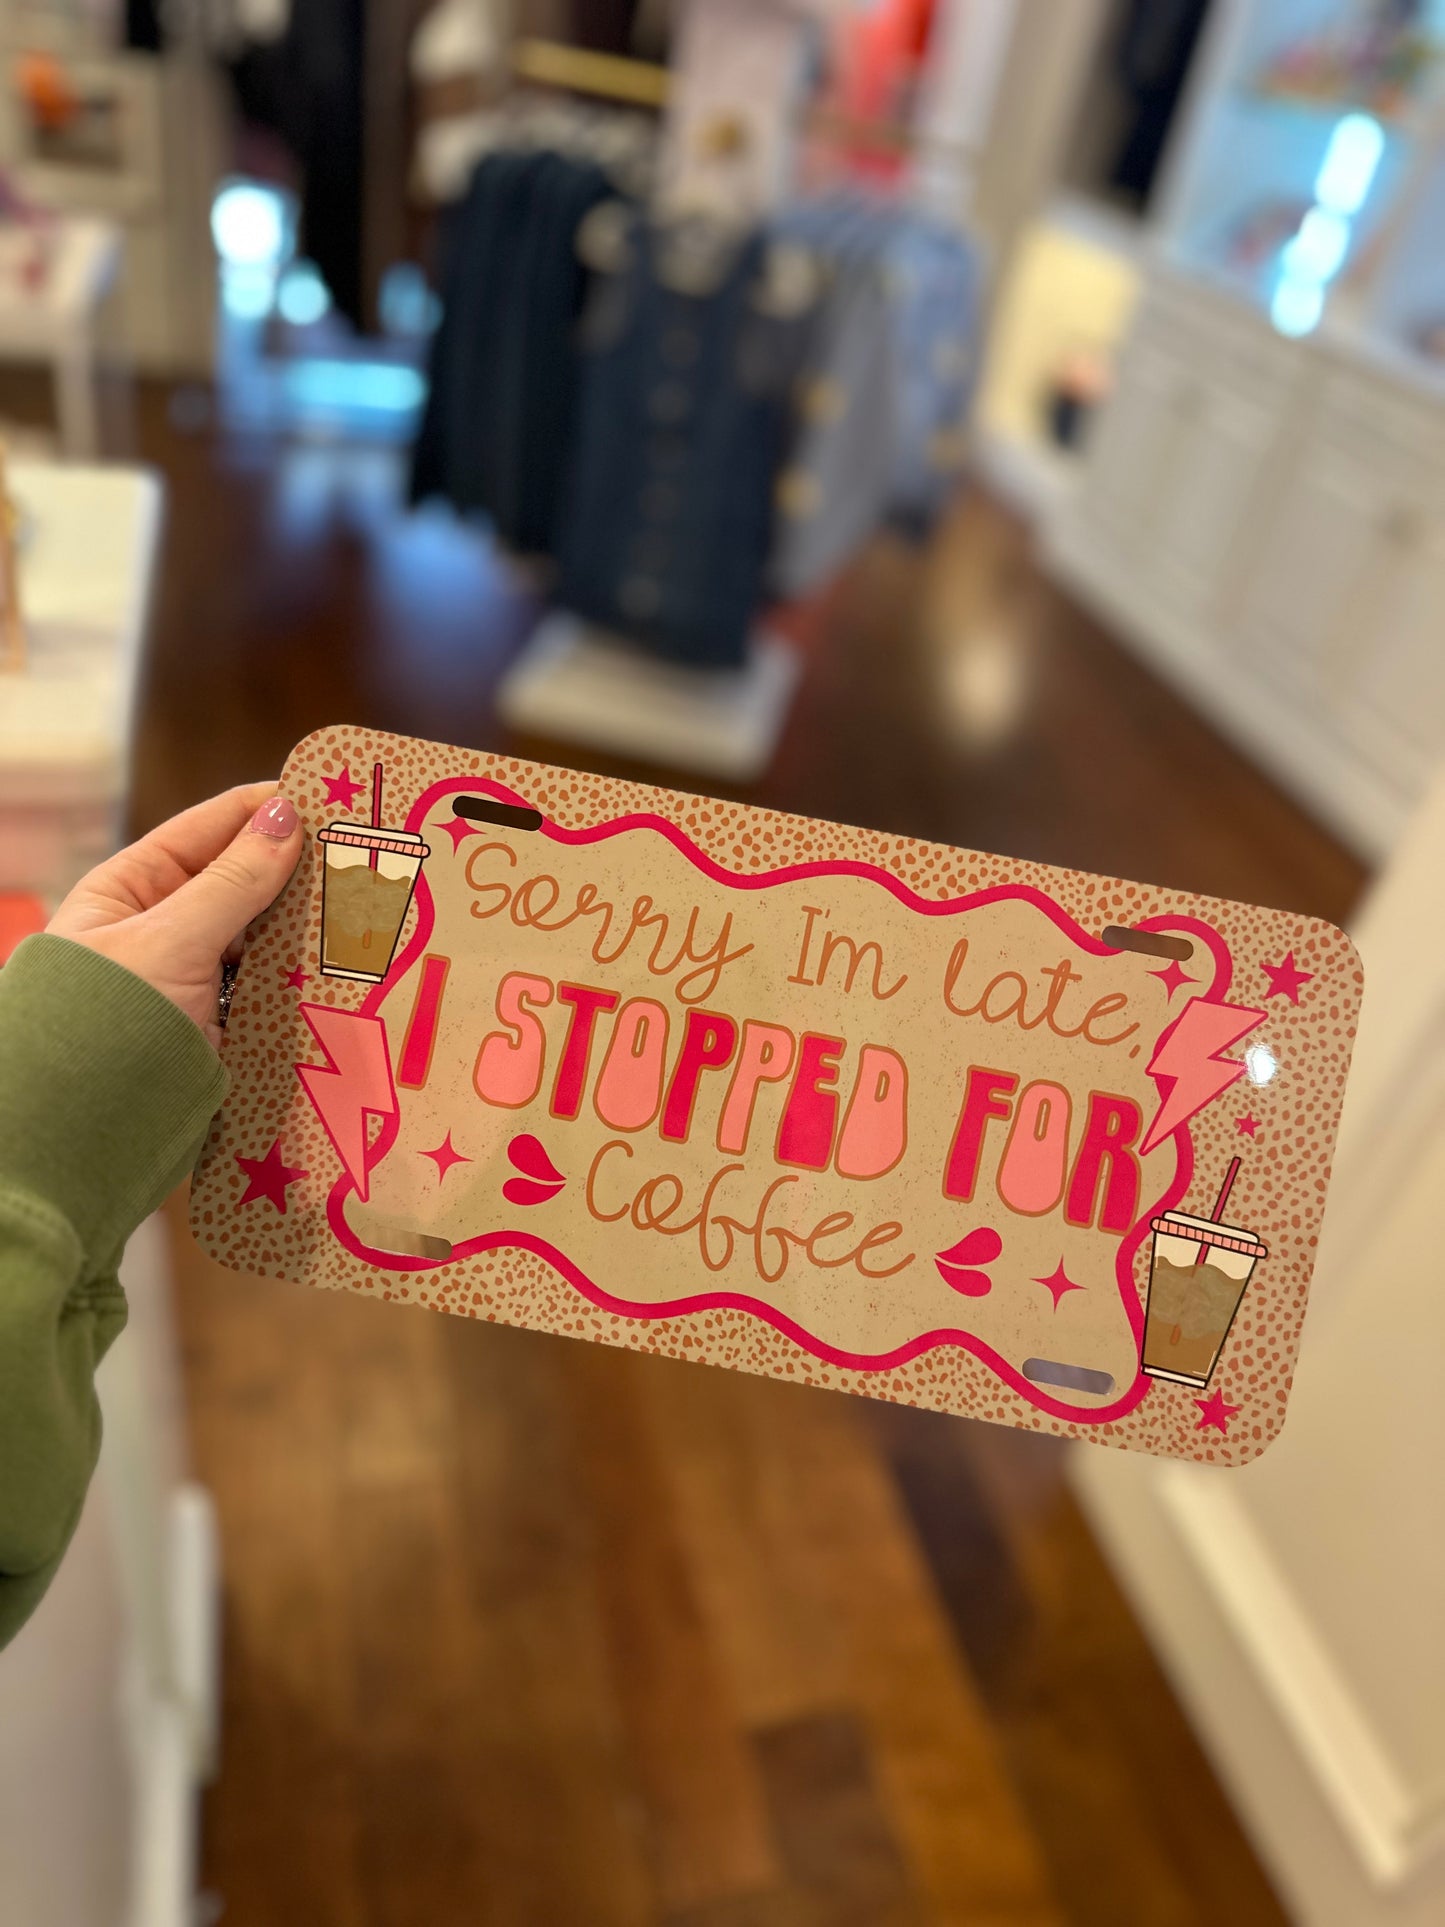 Sorry I'm late,
I STOPPED FOR
Coffee